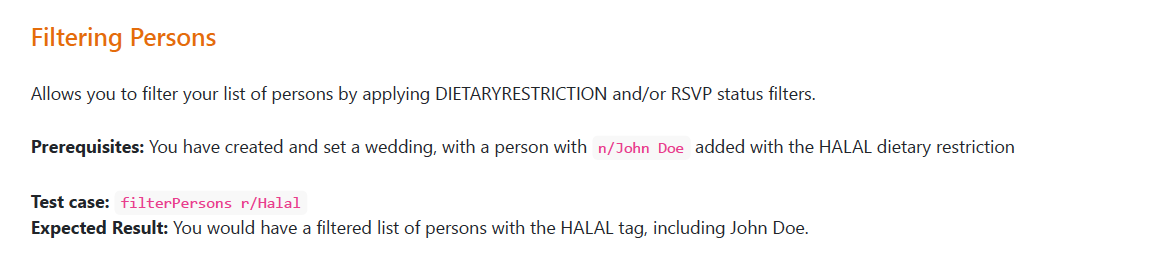 Filtering Persons
Allows you to filter your list of persons by applying DIETARYRESTRICTION and/or RSVP status filters.
Prerequisites: You have created and set a wedding, with a person with n/John Doe added with the HALAL dietary restriction
Test case: filterPersons r/Halal
Expected Result: You would have a filtered list of persons with the HALAL tag, including John Doe.